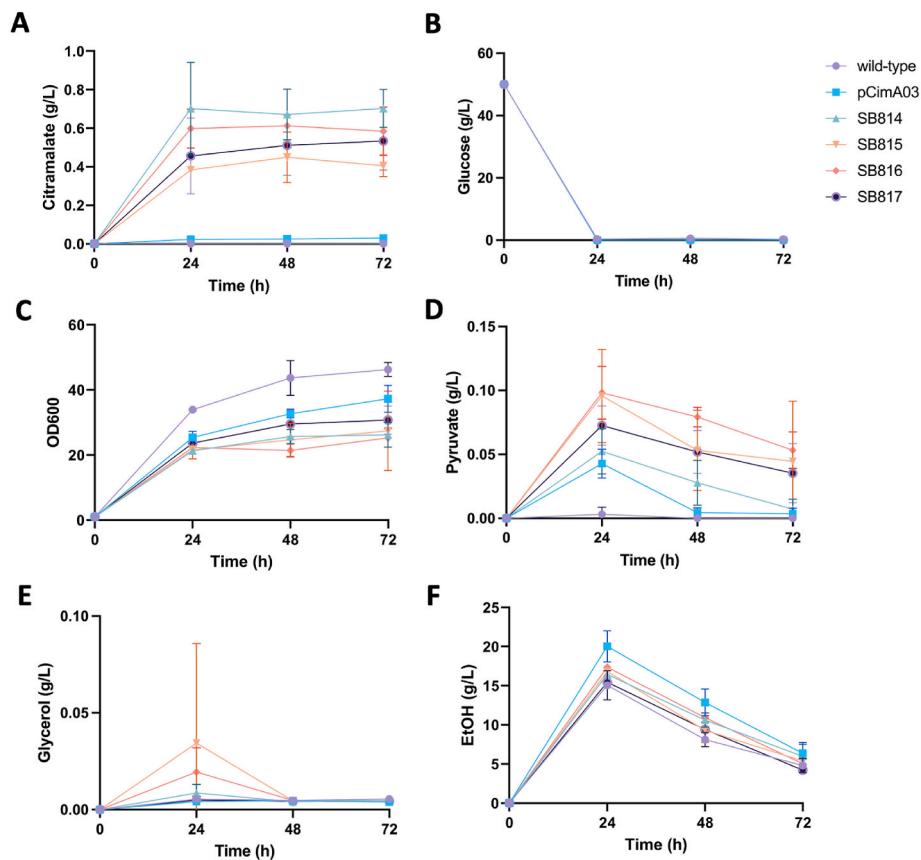 A
Citramalate (g/L)
1.0
0.8
0.6
0.4
0.2
0.0
0 24 48 72
Time (h)
B
Glucose (g/L)
60
40
20
0
0 24 48 72
Time (h)
wild-type
pCimA03
SB814
SB815
SB816
SB817
C
OD600
60
40
20
0
0 24 48 72
Time (h)
D
Pyruvate (g/L)
0.15
0.10
0.05
0.00
0 24 48 72
Time (h)
E
Glycerol (g/L)
0.10
0.05
0.00
0 24 48 72
Time (h)
F
EtOH (g/L)
25
20
15
10
5
0
0 24 48 72
Time (h)